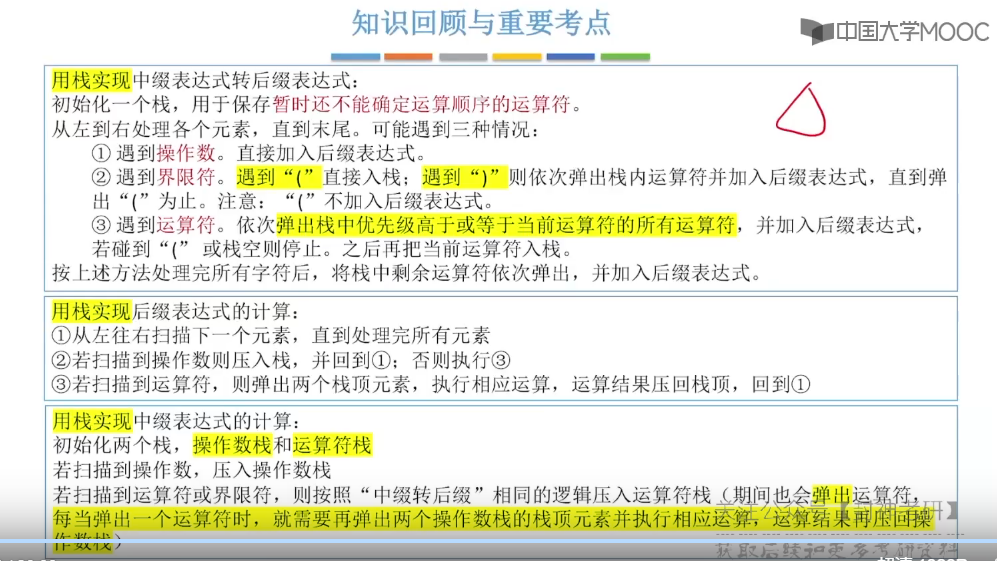 知识回顾与重要考点
中国大学MOOC
用栈实现中缀表达式转后缀表达式：
初始化一个栈，用于保存暂时还不能确定运算顺序的运算符。
从左到右处理各个元素，直到末尾。可能遇到三种情况：
① 遇到操作数。直接加入后缀表达式。
② 遇到界限符。遇到“(”直接入栈；遇到“)”则依次弹出栈内运算符并加入后缀表达式，直到弹
出“(”为止。注意：“(”不加入后缀表达式。
③ 遇到运算符。依次弹出栈中优先级高于或等于当前运算符的所有运算符，并加入后缀表达式，
若碰到“(” 或栈空则停止。之后再把当前运算符入栈。
按上述方法处理完所有字符后，将栈中剩余运算符依次弹出，并加入后缀表达式。
用栈实现后缀表达式的计算：
①从左往右扫描下一个元素，直到处理完所有元素
②若扫描到操作数则压入栈，并回到①；否则执行③
③若扫描到运算符，则弹出两个栈顶元素，执行相应运算，运算结果压回栈顶，回到①
用栈实现中缀表达式的计算：
初始化两个栈，操作数栈和运算符栈
若扫描到操作数，压入操作数栈
若扫描到运算符或界限符，则按照“中缀转后缀”相同的逻辑压入运算符栈（期间也会弹出运算符，
每当弹出一个运算符时，就需要再弹出两个操作数栈的栈顶元素并执行相应运算，运算结果再压回操
作数栈）